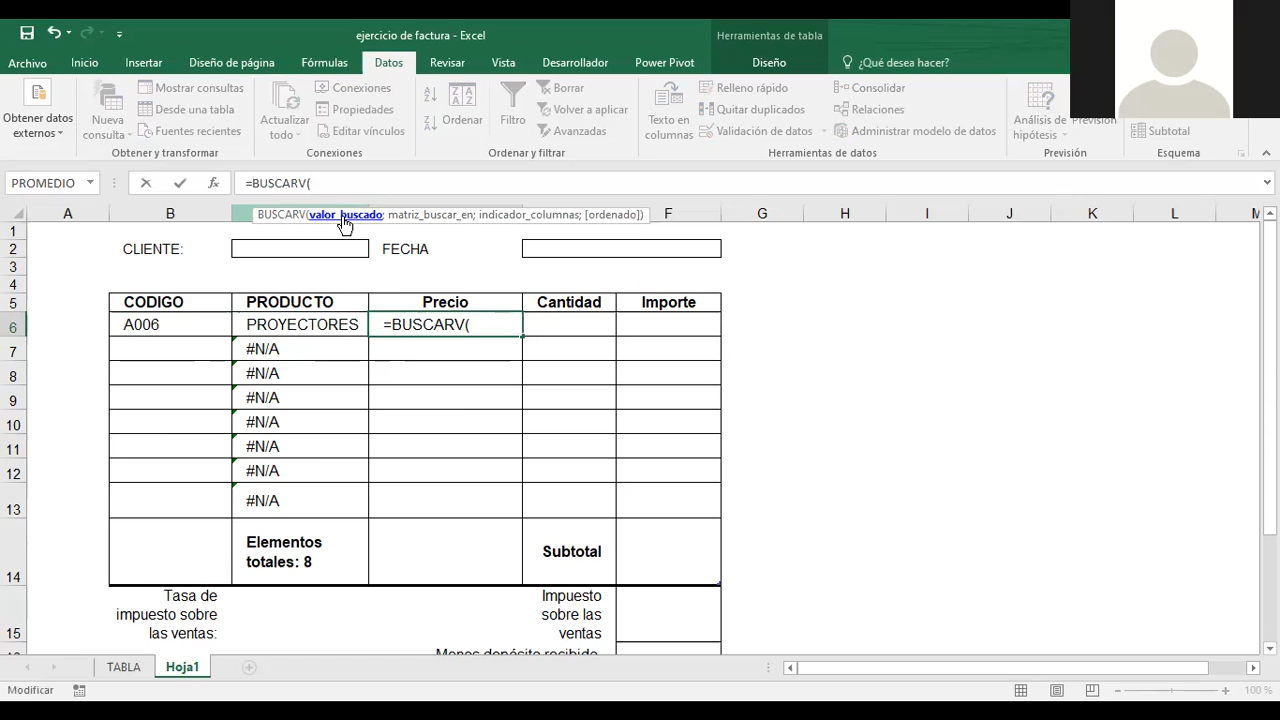 ejercicio de factura - Excel
Herramientas de tabla
Archivo Inicio Insertar Diseño de página Fórmulas Datos Revisar Vista Desarrollador Power Pivot Diseño ¿Qué desea hacer?
Obtener datos externos
Nueva consulta
Mostrar consultas
Desde una tabla
Fuentes recientes
Obtener y transformar
Actualizar todo
Conexiones
Propiedades
Editar vínculos
Conexiones
Ordenar
Filtro
Borrar
Volver a aplicar
Avanzadas
Ordenar y filtrar
Texto en columnas
Relleno rápido
Quitar duplicados
Validación de datos
Consolidar
Relaciones
Administrar modelo de datos
Herramientas de datos
Análisis de hipótesis
Previsión
Previsión
Subtotal
Esquema
PROMEDIO fx =BUSCARV(
BUSCARV(valor_buscado; matriz_buscar_en; indicador_columnas; [ordenado])
A B F G H I J K L M
1
2 CLIENTE: FECHA
3
4
5 CODIGO PRODUCTO Precio Cantidad Importe
6 A006 PROYECTORES =BUSCARV(
7 #N/A
8 #N/A
9 #N/A
10 #N/A
11 #N/A
12 #N/A
13 #N/A
14 Elementos totales: 8 Subtotal
15 Tasa de impuesto sobre las ventas: Impuesto sobre las ventas
Menos depósito recibido
TABLA Hoja1
Modificar
100 %